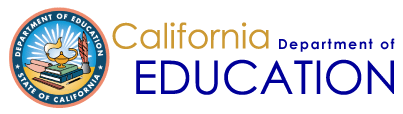 DEPARTMENT OF EDUCATION
STATE OF CALIFORNIA
California Department of
EDUCATION